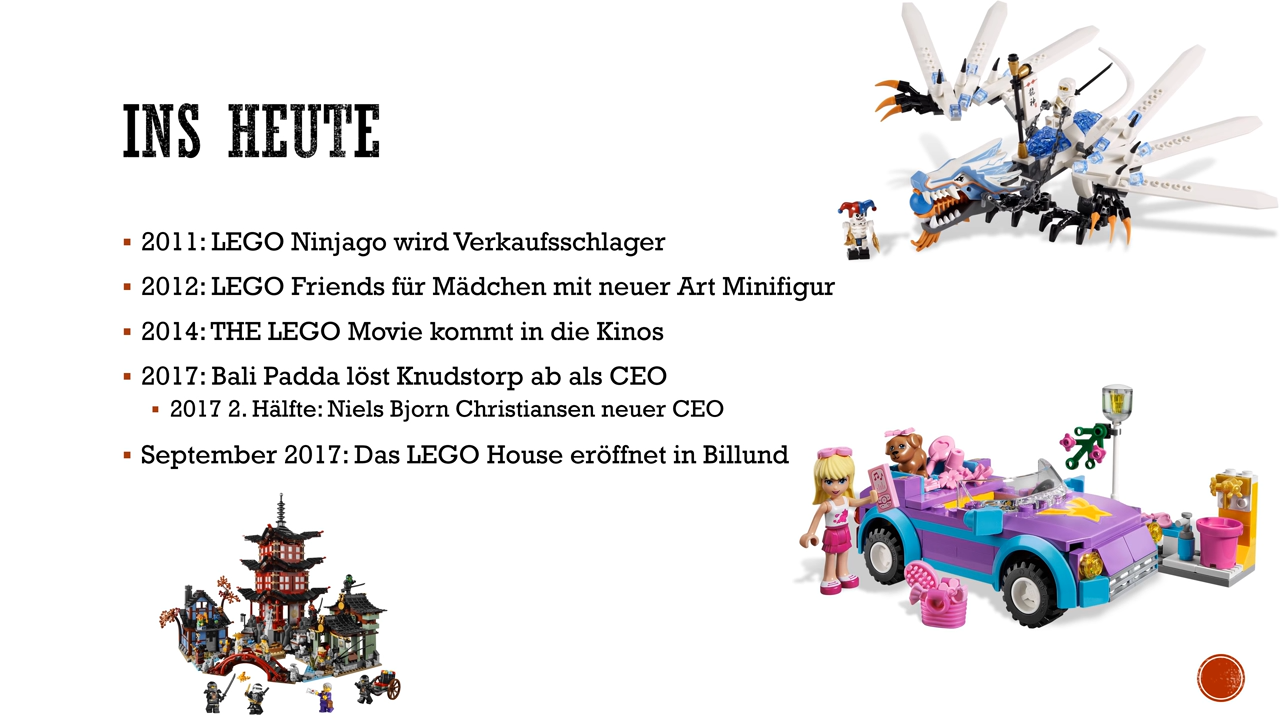 INS HEUTE
2011: LEGO Ninjago wird Verkaufsschlager
2012: LEGO Friends für Mädchen mit neuer Art Minifigur
2014: THE LEGO Movie kommt in die Kinos
2017: Bali Padda löst Knudstorp ab als CEO
2017 2. Hälfte: Niels Bjorn Christiansen neuer CEO
September 2017: Das LEGO House eröffnet in Billund